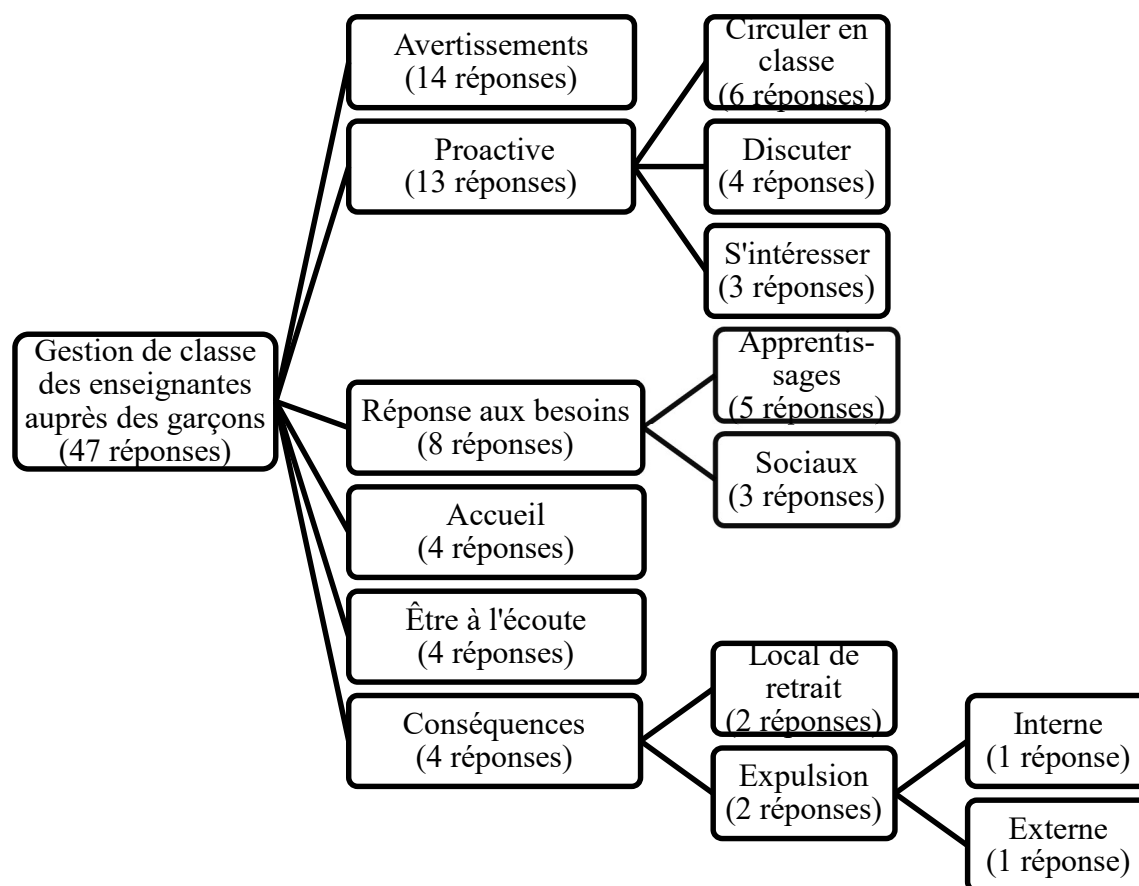 Gestion de classe
des enseignantes
auprès des garçons
(47 réponses)
Avertissements
(14 réponses)
Proactive
(13 réponses)
Circuler en
classe
(6 réponses)
Discuter
(4 réponses)
S'intéresser
(3 réponses)
Réponse aux besoins
(8 réponses)
Apprentis-
sages
(5 réponses)
Sociaux
(3 réponses)
Accueil
(4 réponses)
Être à l'écoute
(4 réponses)
Conséquences
(4 réponses)
Local de
retrait
(2 réponses)
Expulsion
(2 réponses)
Interne
(1 réponse)
Externe
(1 réponse)